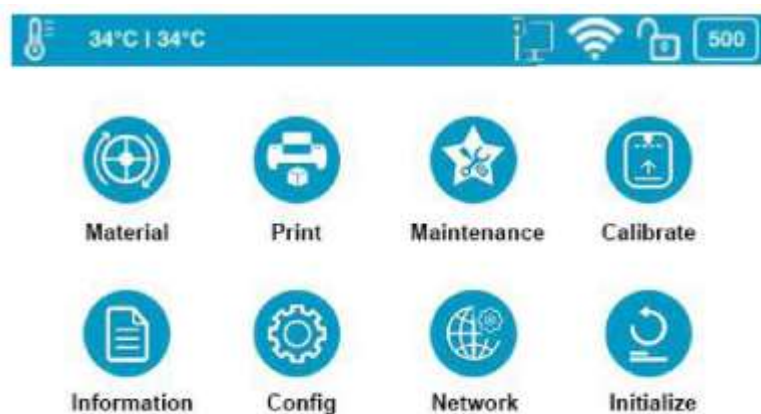 34°C | 34°C 500
Material Print Maintenance Calibrate
Information Config Network Initialize